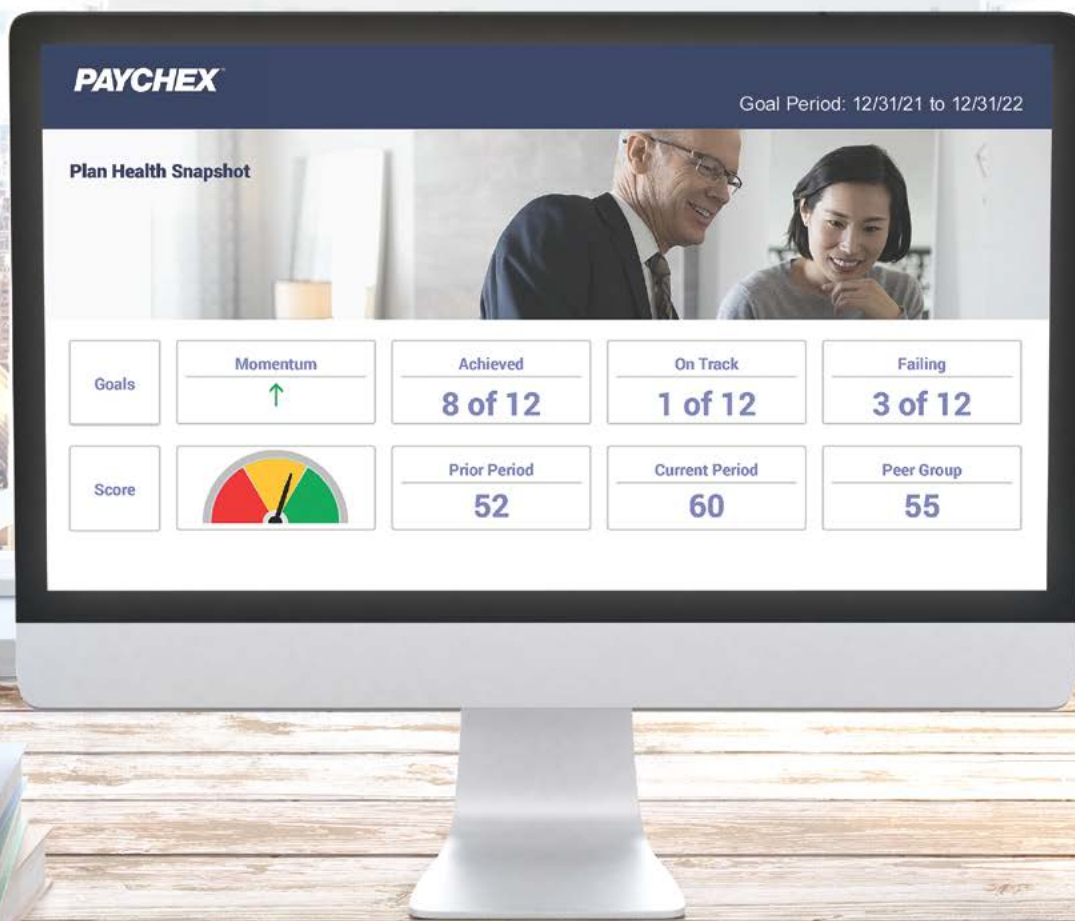 PAYCHEX
Goal Period: 12/31/21 to 12/31/22
Plan Health Snapshot
Goals
Momentum
Achieved
On Track
Failing
8 of 12
1 of 12
3 of 12
Score
Prior Period
Current Period
Peer Group
52
60
55